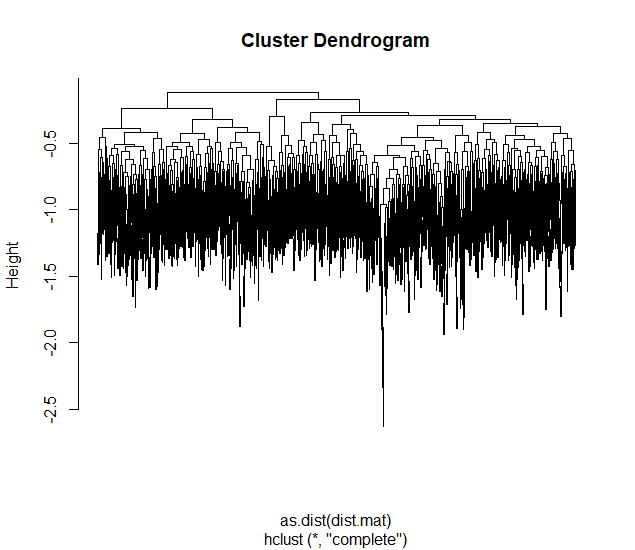 Cluster Dendrogram
Height
-0.5
-1.0
-1.5
-2.0
-2.5
as.dist(dist.mat)
hclust (*, "complete")